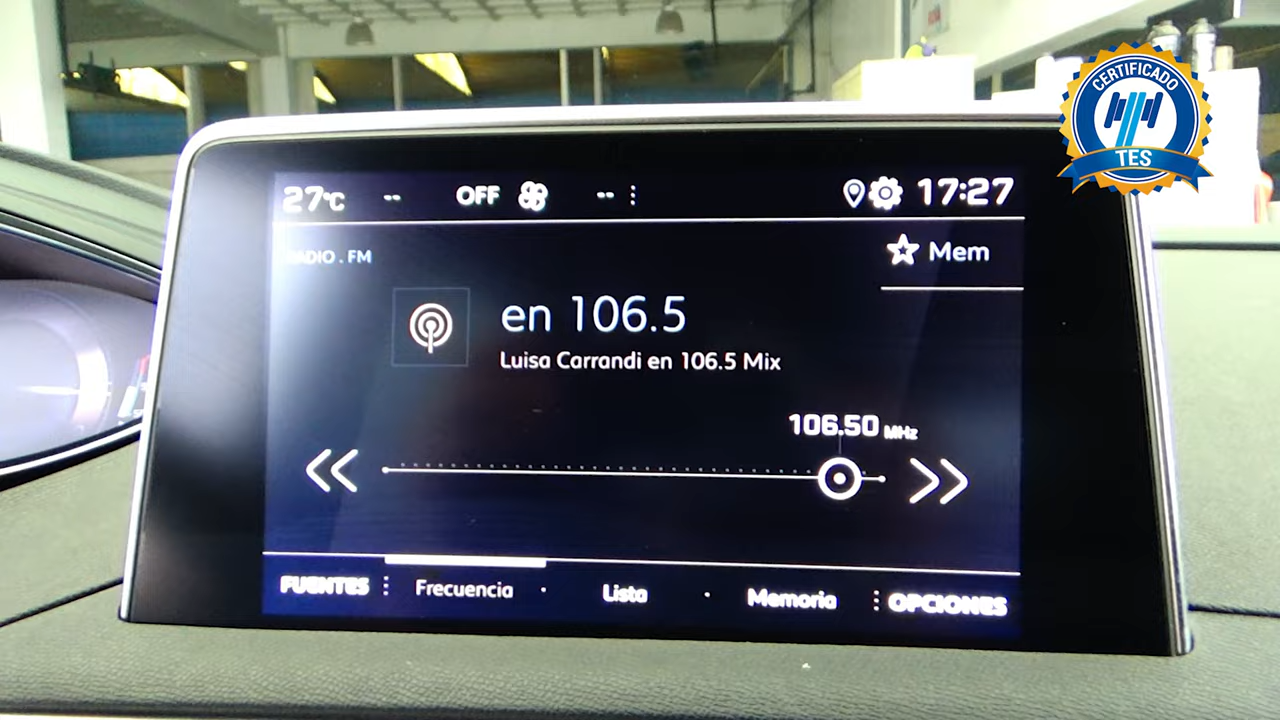 27°C -- OFF -- 17:27
RADIO . FM
Mem
en 106.5
Luisa Carrandi en 106.5 Mix
106.50 MHz
FUENTES Frecuencia Lista Memoria OPCIONES
CERTIFICADO
TES